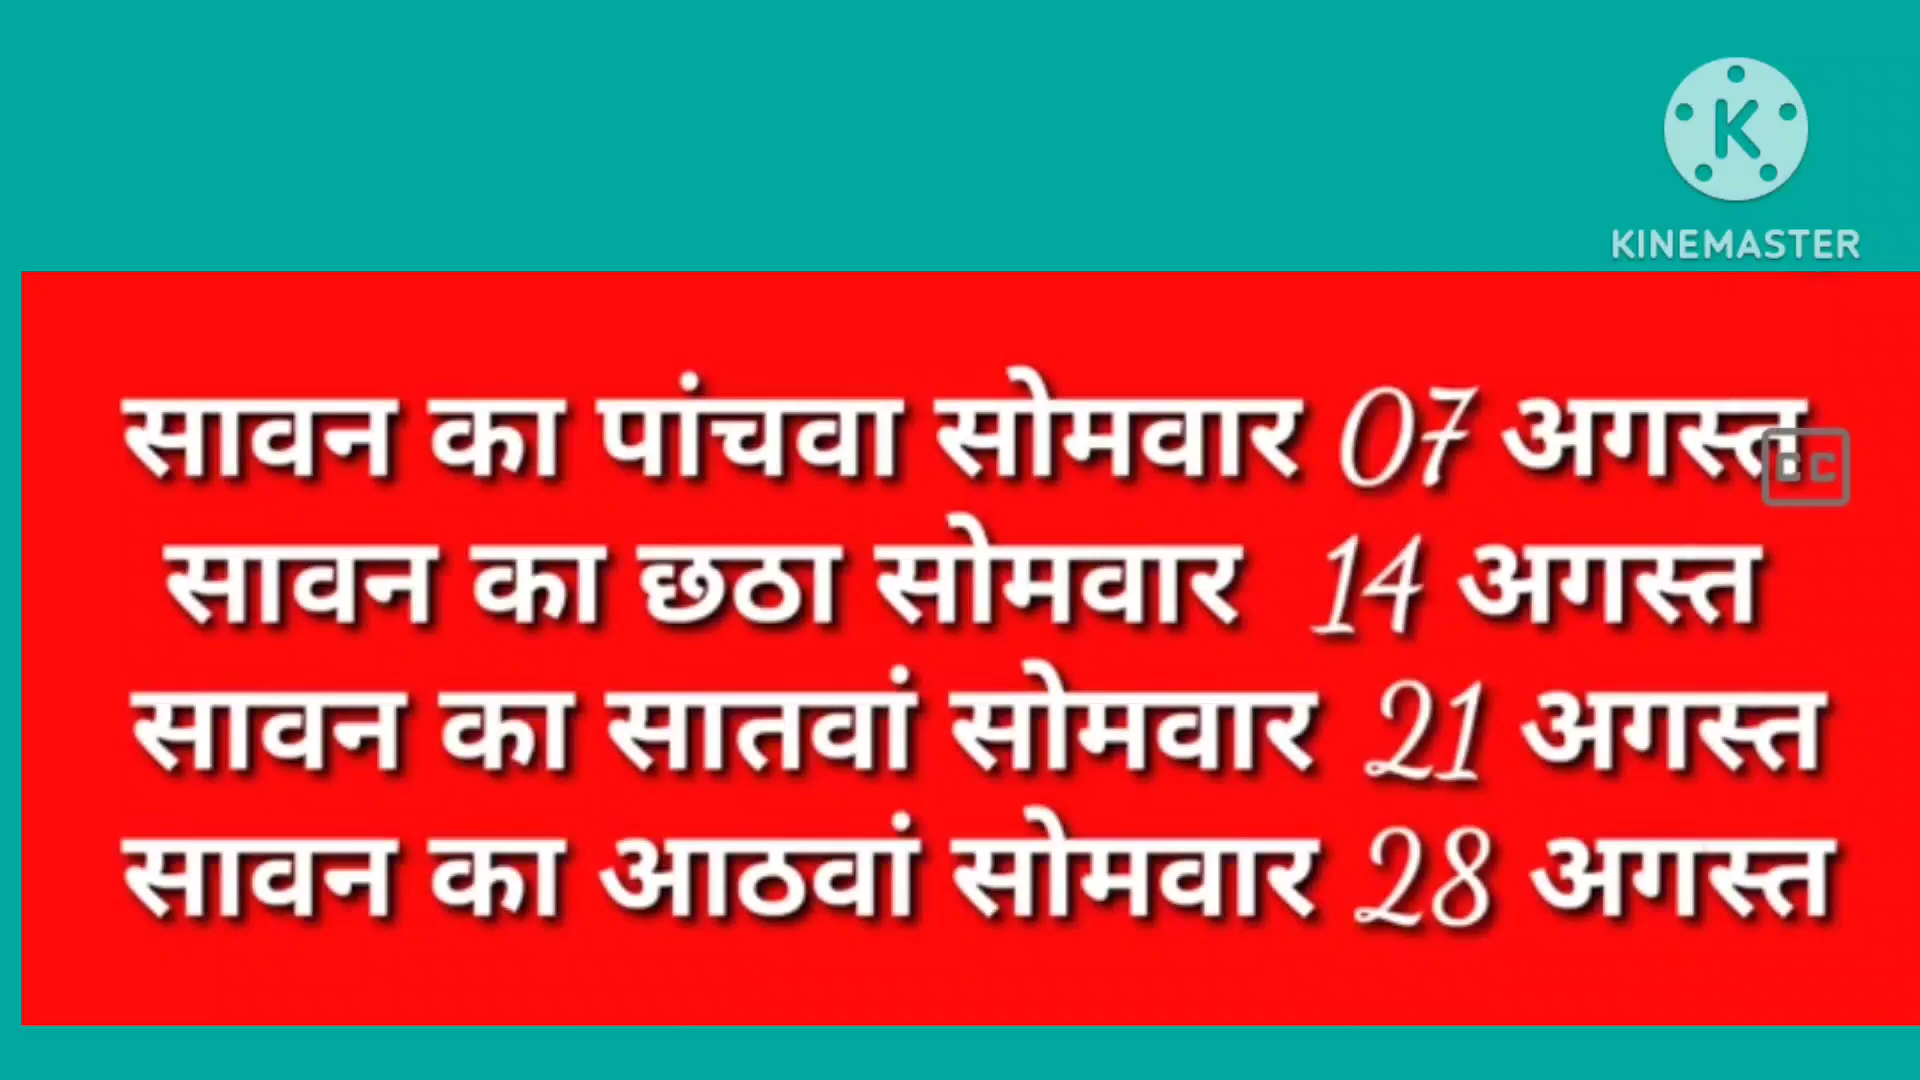 KINEMASTER
सावन का पांचवा सोमवार 07 अगस्त
CC
सावन का छठा सोमवार 14 अगस्त
सावन का सातवां सोमवार 21 अगस्त
सावन का आठवां सोमवार 28 अगस्त